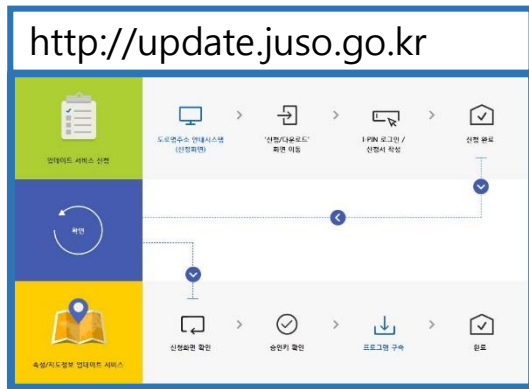 http://update.juso.go.kr
업데이트 서비스 신청
도로명주소 안내시스템
(신청화면)
'신청/다운로드'
화면 이동
I-PIN 로그인 /
신청서 작성
신청 완료
확인
속성/지도정보 업데이트 서비스
신청화면 확인
승인키 확인
프로그램 구축
완료